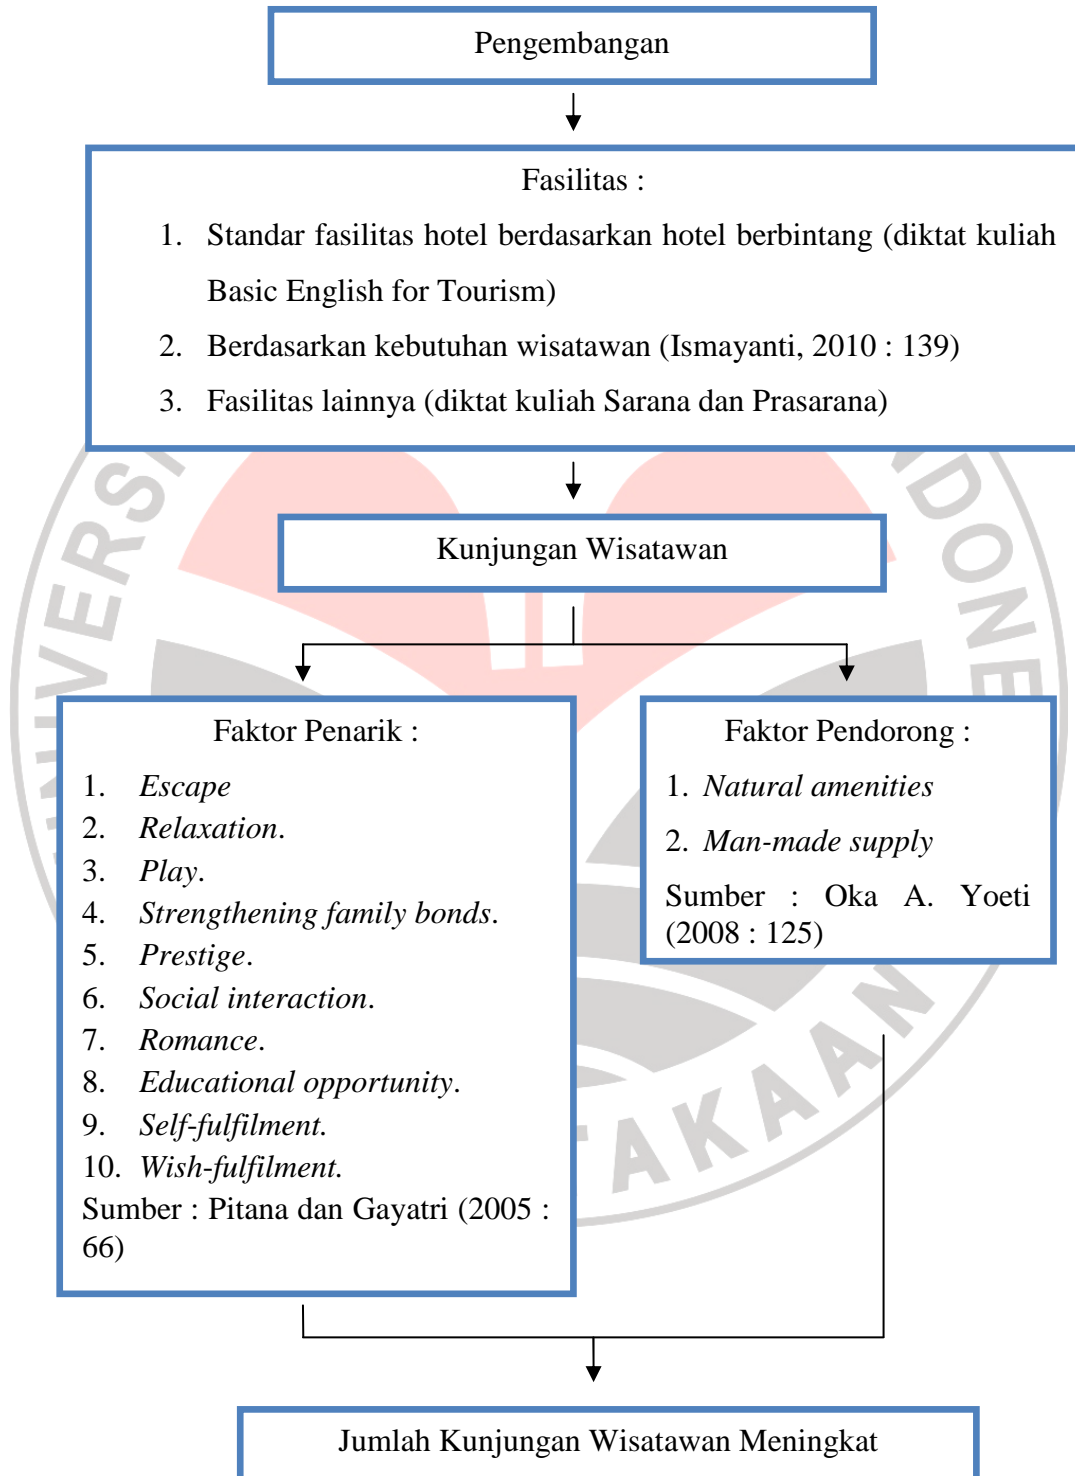 Pengembangan
Fasilitas :
1. Standar fasilitas hotel berdasarkan hotel berbintang (diktat kuliah
Basic English for Tourism)
2. Berdasarkan kebutuhan wisatawan (Ismayanti, 2010 : 139)
3. Fasilitas lainnya (diktat kuliah Sarana dan Prasarana)
Kunjungan Wisatawan
Faktor Penarik :
1. Escape
2. Relaxation.
3. Play.
4. Strengthening family bonds.
5. Prestige.
6. Social interaction.
7. Romance.
8. Educational opportunity.
9. Self-fulfilment.
10. Wish-fulfilment.
Sumber : Pitana dan Gayatri (2005 :
66)
Faktor Pendorong :
1. Natural amenities
2. Man-made supply
Sumber : Oka A. Yoeti
(2008 : 125)
Jumlah Kunjungan Wisatawan Meningkat